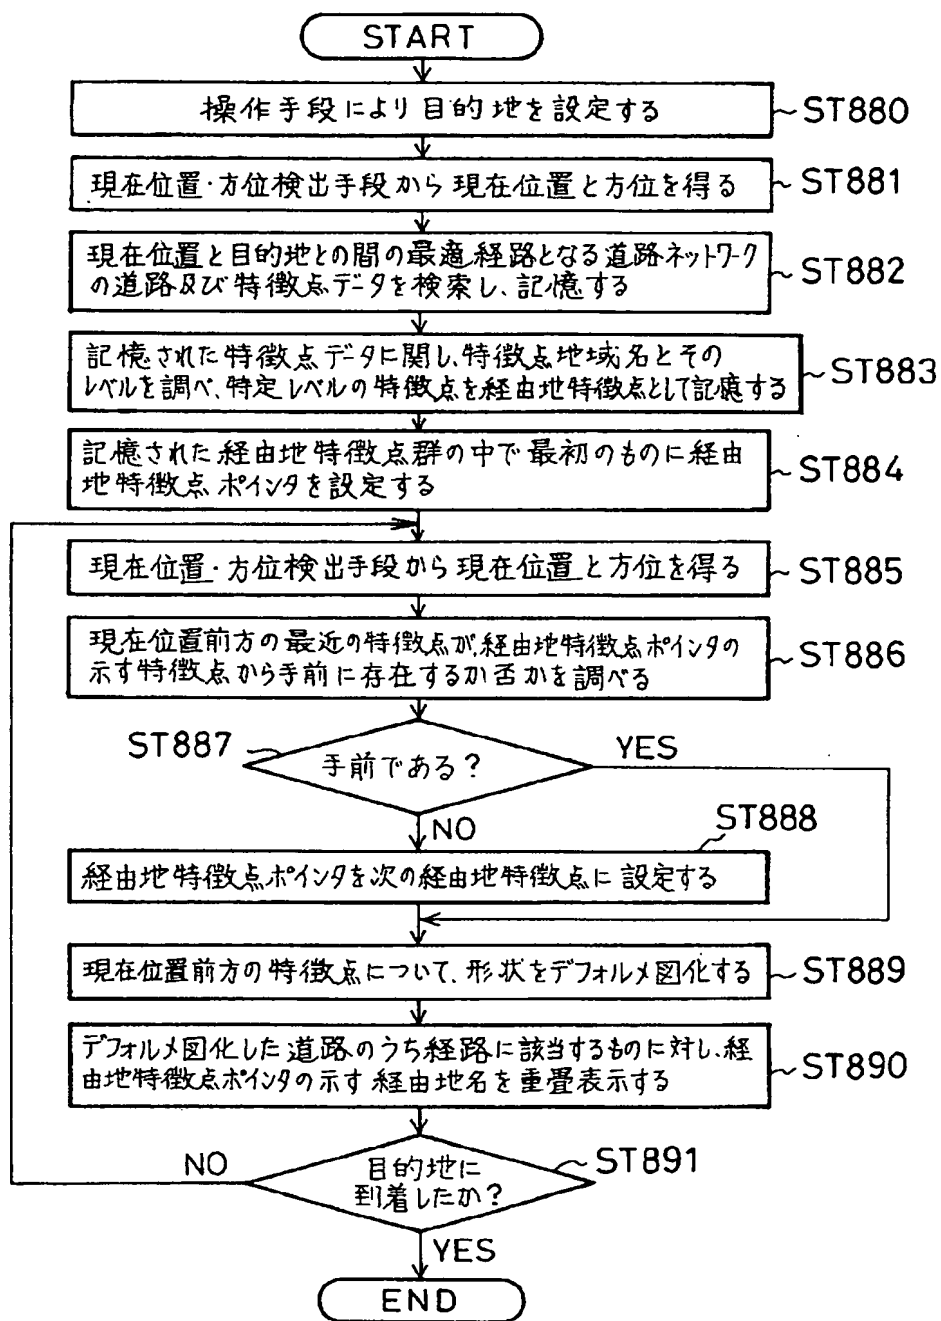 START
操作手段により目的地を設定する
ST880
現在位置・方位検出手段から現在位置と方位を得る
ST881
現在位置と目的地との間の最適経路となる道路ネットワーク
の道路及び特徴点データを検索し、記憶する
ST882
記憶された特徴点データに関し、特徴点地域名とその
レベルを調べ、特定レベルの特徴点を経由地特徴点として記憶する
ST883
記憶された経由地特徴点群の中で最初のものに経由
地特徴点ポインタを設定する
ST884
現在位置・方位検出手段から現在位置と方位を得る
ST885
現在位置前方の最近の特徴点が、経由地特徴点ポインタの
示す特徴点から手前に存在するか否かを調べる
ST886
ST887
手前である?
YES
NO
ST888
経由地特徴点ポインタを次の経由地特徴点に設定する
現在位置前方の特徴点について、形状をデフォルメ図化する
ST889
デフォルメ図化した道路のうち経路に該当するものに対し、経
由地特徴点ポインタの示す経由地名を重畳表示する
ST890
NO
目的地に
到着したか?
ST891
YES
END